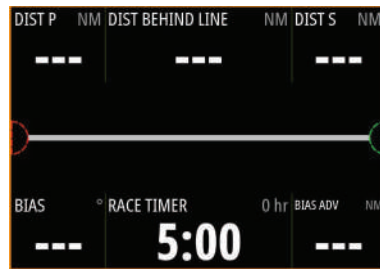 DIST P NM DIST BEHIND LINE NM DIST S NM
--- --- ---
BIAS ° RACE TIMER 0 hr BIAS ADV NM
--- 5:00 ---